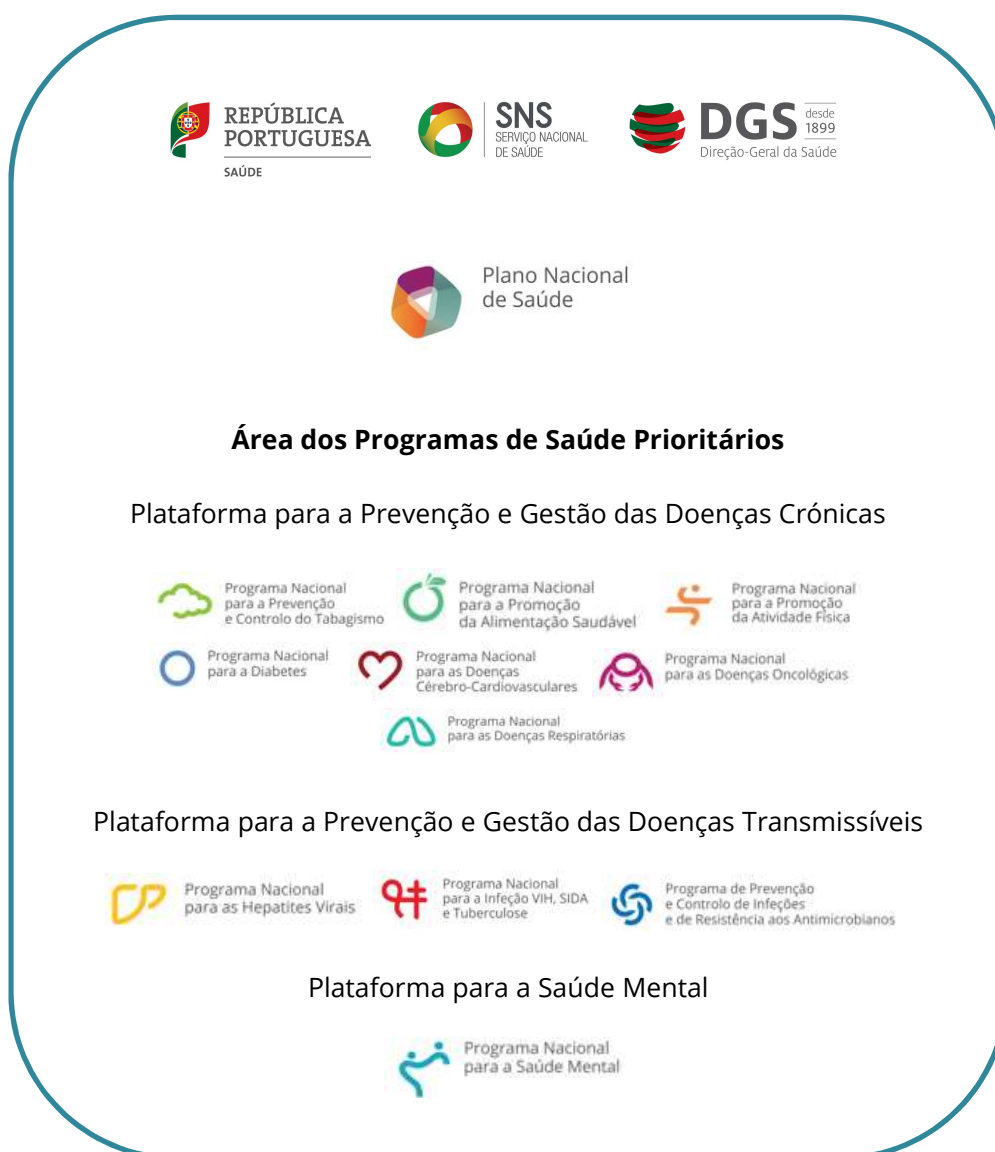 REPÚBLICA
PORTUGUESA
SAÚDE
SNS
SERVIÇO NACIONAL
DE SAÚDE
DGS
desde
1899
Direção-Geral da Saúde
Plano Nacional
de Saúde
Área dos Programas de Saúde Prioritários
Plataforma para a Prevenção e Gestão das Doenças Crónicas
Programa Nacional
para a Prevenção
e Controlo do Tabagismo
Programa Nacional
para a Promoção
da Alimentação Saudável
Programa Nacional
para a Promoção
da Atividade Física
Programa Nacional
para a Diabetes
Programa Nacional
para as Doenças
Cérebro-Cardiovasculares
Programa Nacional
para as Doenças Oncológicas
Programa Nacional
para as Doenças Respiratórias
Plataforma para a Prevenção e Gestão das Doenças Transmissíveis
Programa Nacional
para as Hepatites Virais
Programa Nacional
para a Infeção VIH, SIDA
e Tuberculose
Programa de Prevenção
e Controlo de Infeções
e de Resistência aos Antimicrobianos
Plataforma para a Saúde Mental
Programa Nacional
para a Saúde Mental